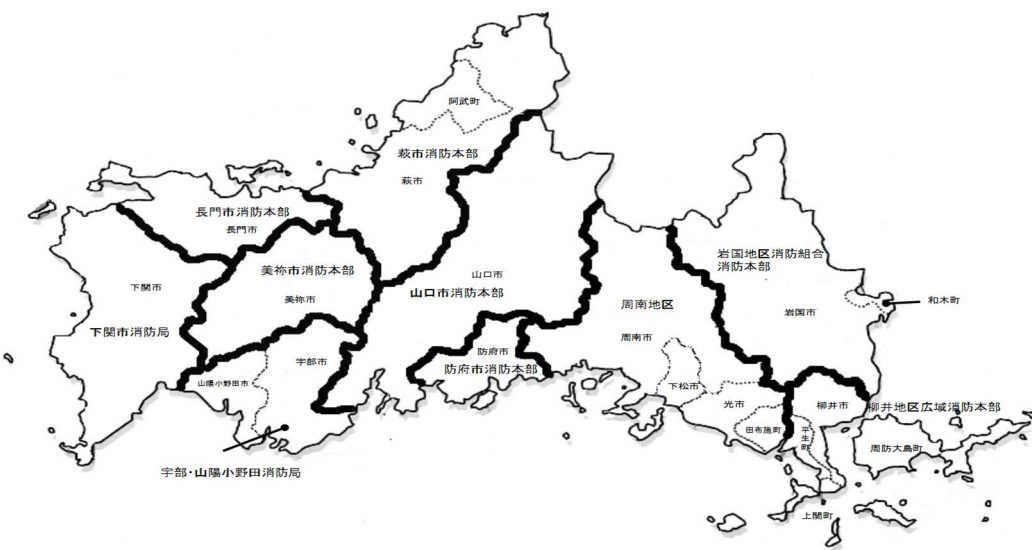 阿武町
萩市消防本部
萩市
長門市消防本部
長門市
美祢市消防本部
美祢市
下関市
下関市消防局
山口市
山口市消防本部
岩国地区消防組合
消防本部
岩国市
和木町
周南地区
周南市
防府市
防府市消防本部
宇部市
山陽小野田市
下松市
光市
柳井市
柳井地区広域消防本部
田布施町
平生町
周防大島町
宇部・山陽小野田消防局
上関町